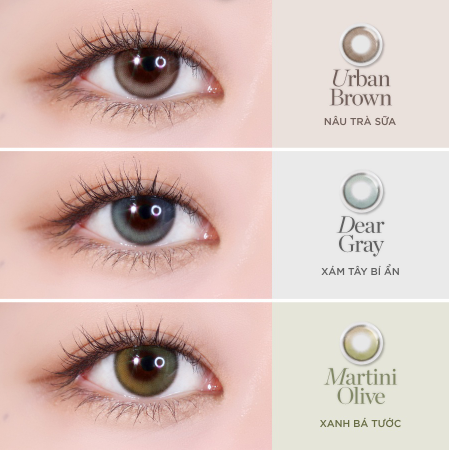 Urban
Brown
NÂU TRÀ SỮA
Dear
Gray
XÁM TÂY BÍ ẨN
Martini
Olive
XANH BÁ TƯỚC